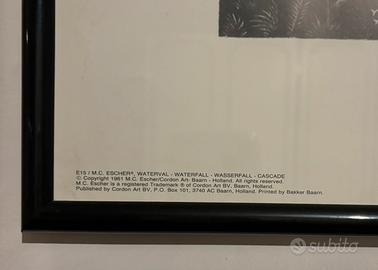 E15 / M.C. ESCHER®, WATERVAL - WATERFALL - WASSERFALL - CASCADE
© Copyright 1961 M.C. Escher/Cordon Art- Baarn - Holland. All rights reserved.
M.C. Escher is a registered Trademark ® of Cordon Art BV, Baarn, Holland.
Published by Cordon Art BV, P.O. Box 101, 3740 AC Baarn, Holland. Printed by Bakker Baarn.
subito